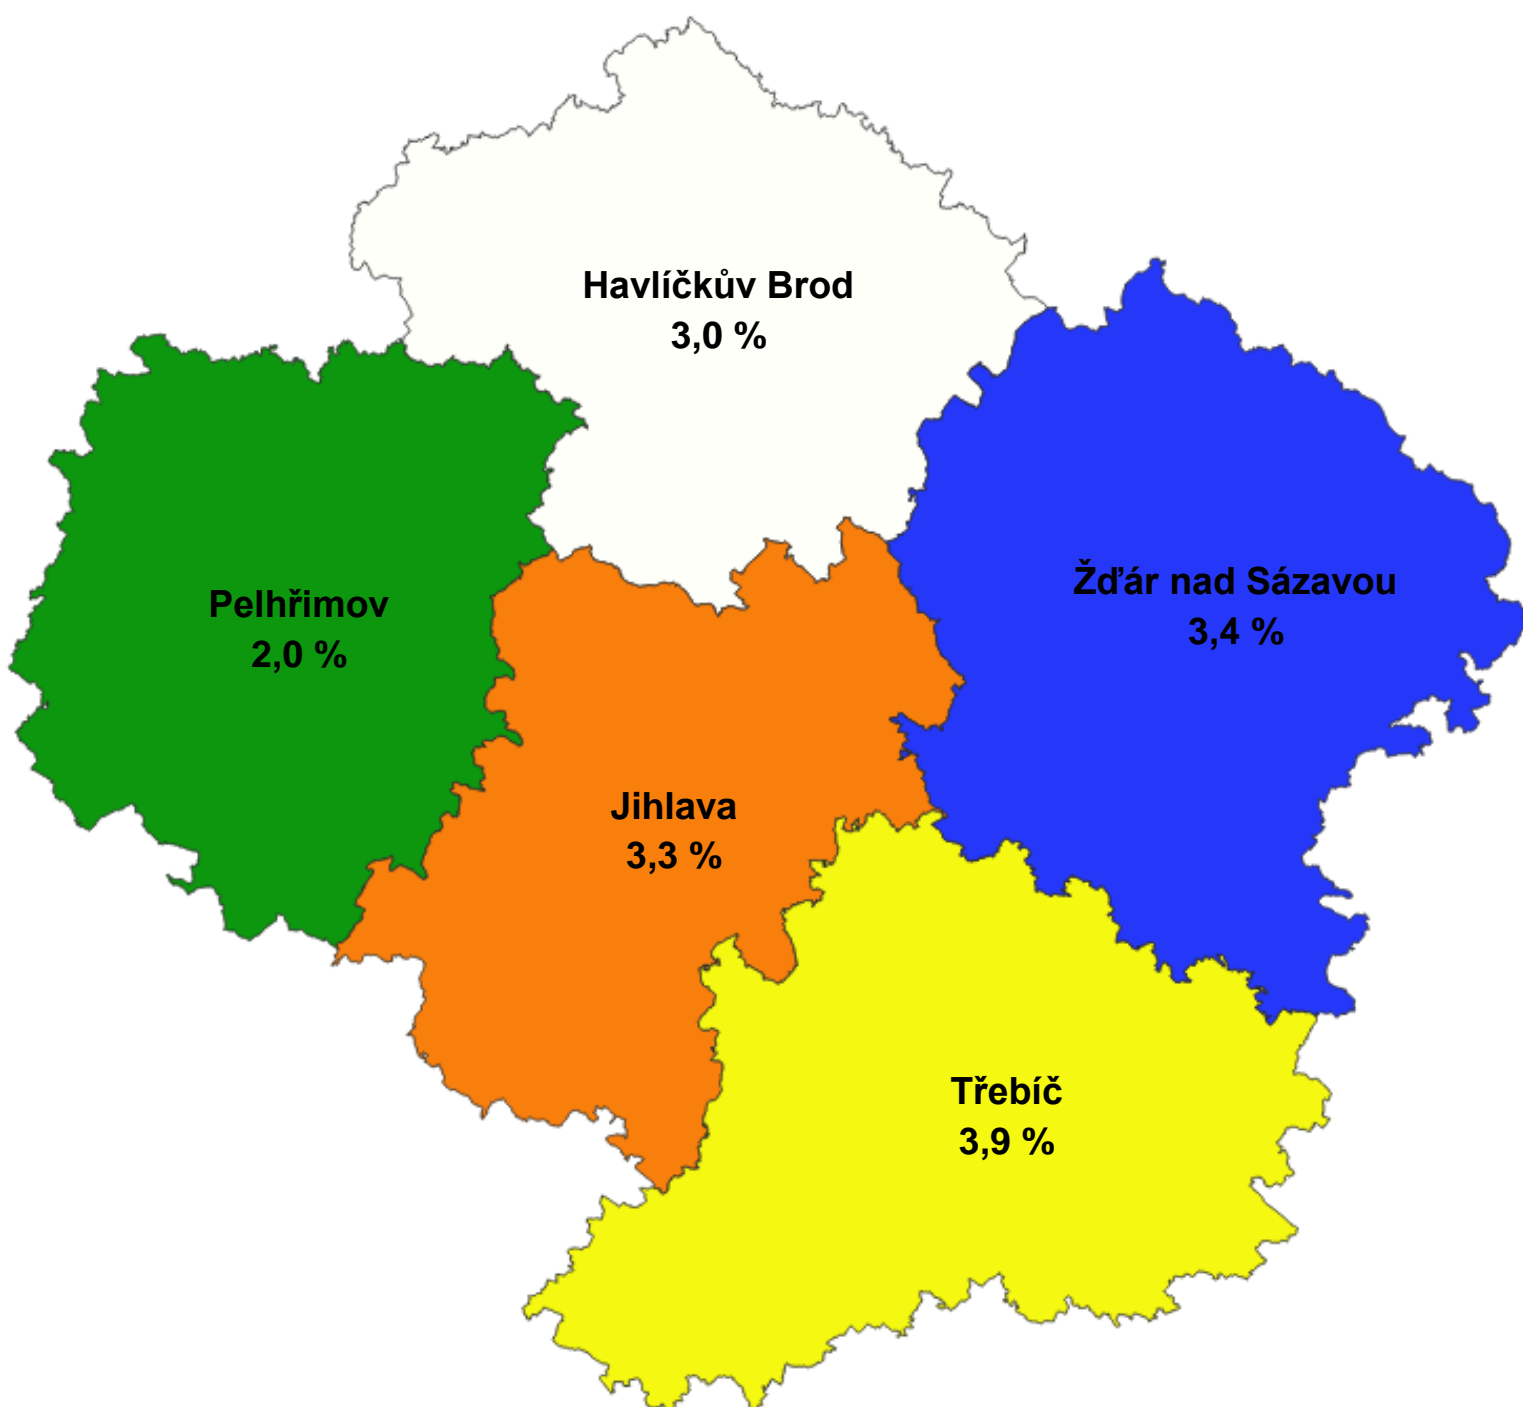 Havlíčkův Brod
3,0 %
Žďár nad Sázavou
3,4 %
Pelhřimov
2,0 %
Jihlava
3,3 %
Třebíč
3,9 %